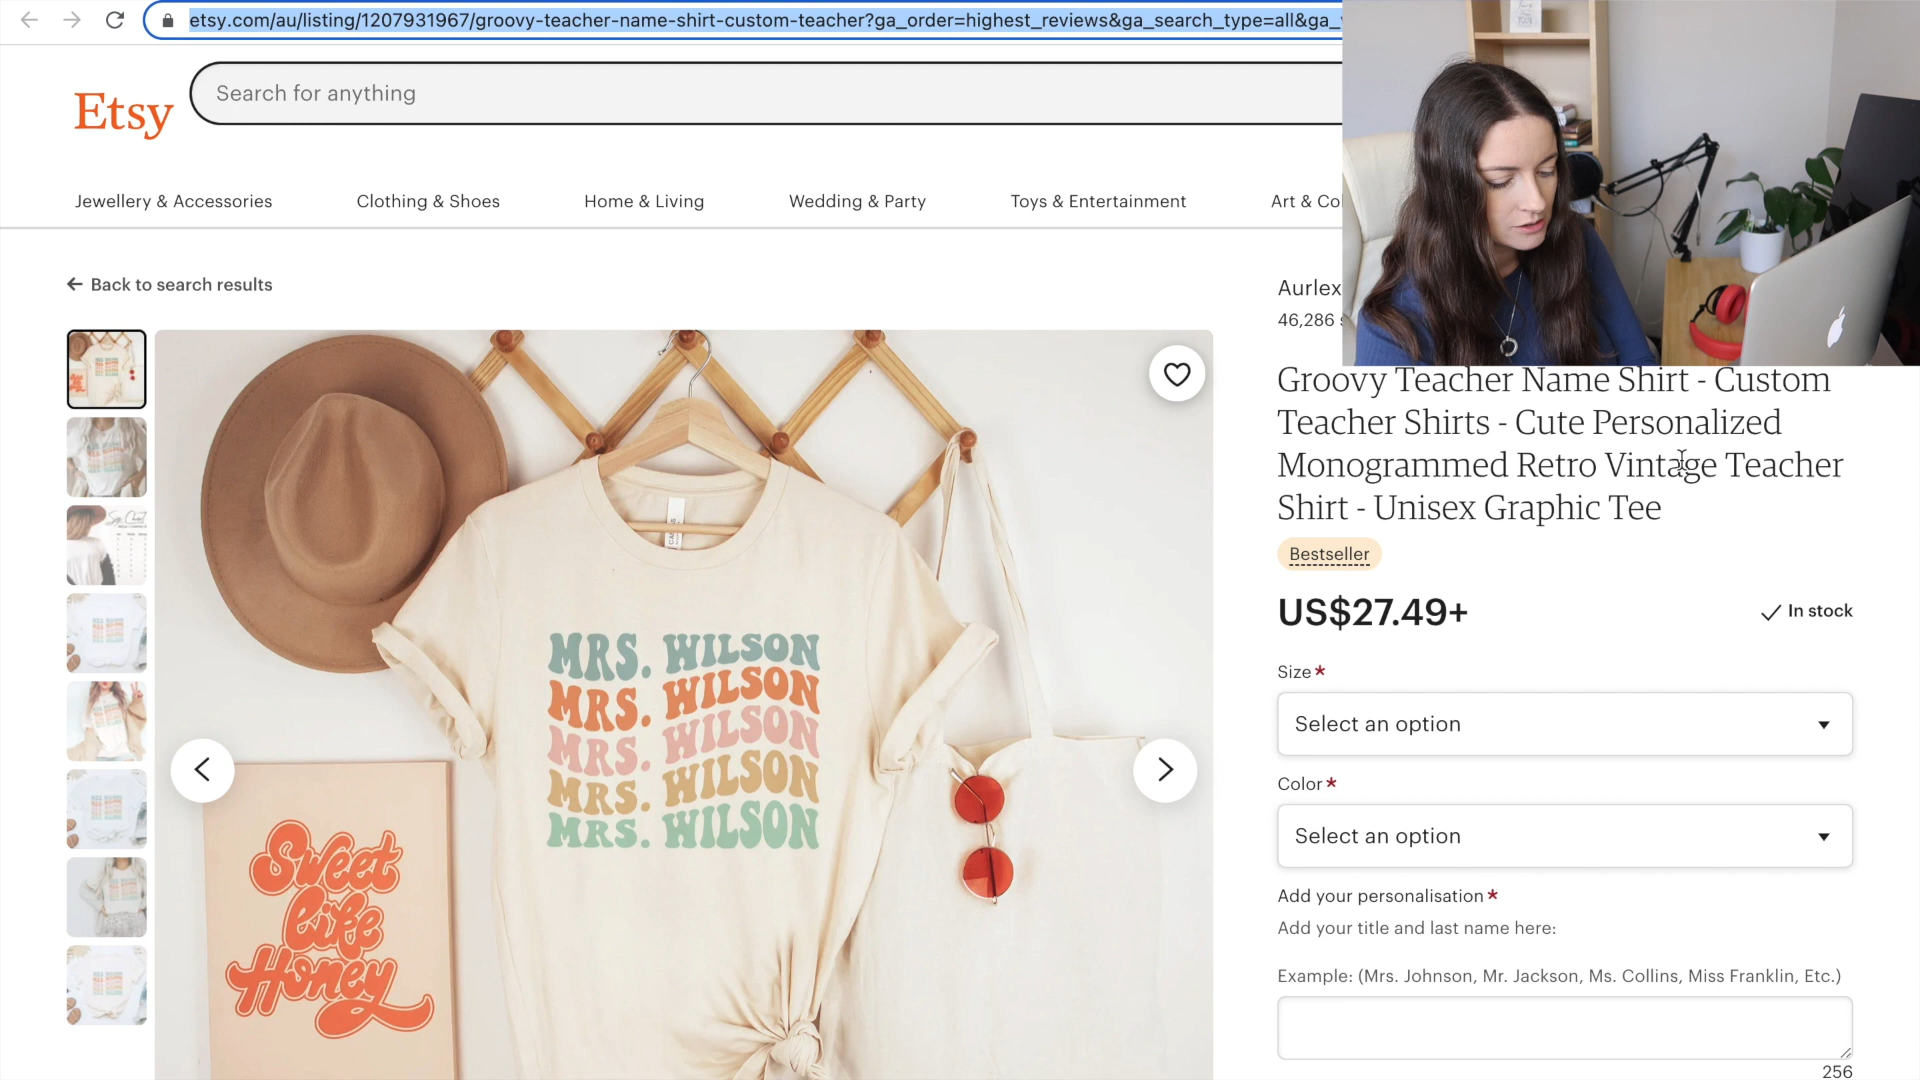 etsy.com/au/listing/1207931967/groovy-teacher-name-shirt-custom-teacher?ga_order=highest_reviews&ga_search_type=all&ga_
Search for anything
Etsy
Jewellery & Accessories
Clothing & Shoes
Home & Living
Wedding & Party
Toys & Entertainment
Art & Co
Back to search results
Aurlex
46,286
Groovy Teacher Name Shirt - Custom
Teacher Shirts - Cute Personalized
Monogrammed Retro Vintage Teacher
Shirt - Unisex Graphic Tee
Bestseller
US$27.49+
In stock
Size*
Select an option
Color*
Select an option
Add your personalisation*
Add your title and last name here:
Example: (Mrs. Johnson, Mr. Jackson, Ms. Collins, Miss Franklin, Etc.)
256
MRS. WILSON
MRS. WILSON
MRS. WILSON
MRS. WILSON
MRS. WILSON
Sweet
like
Honey